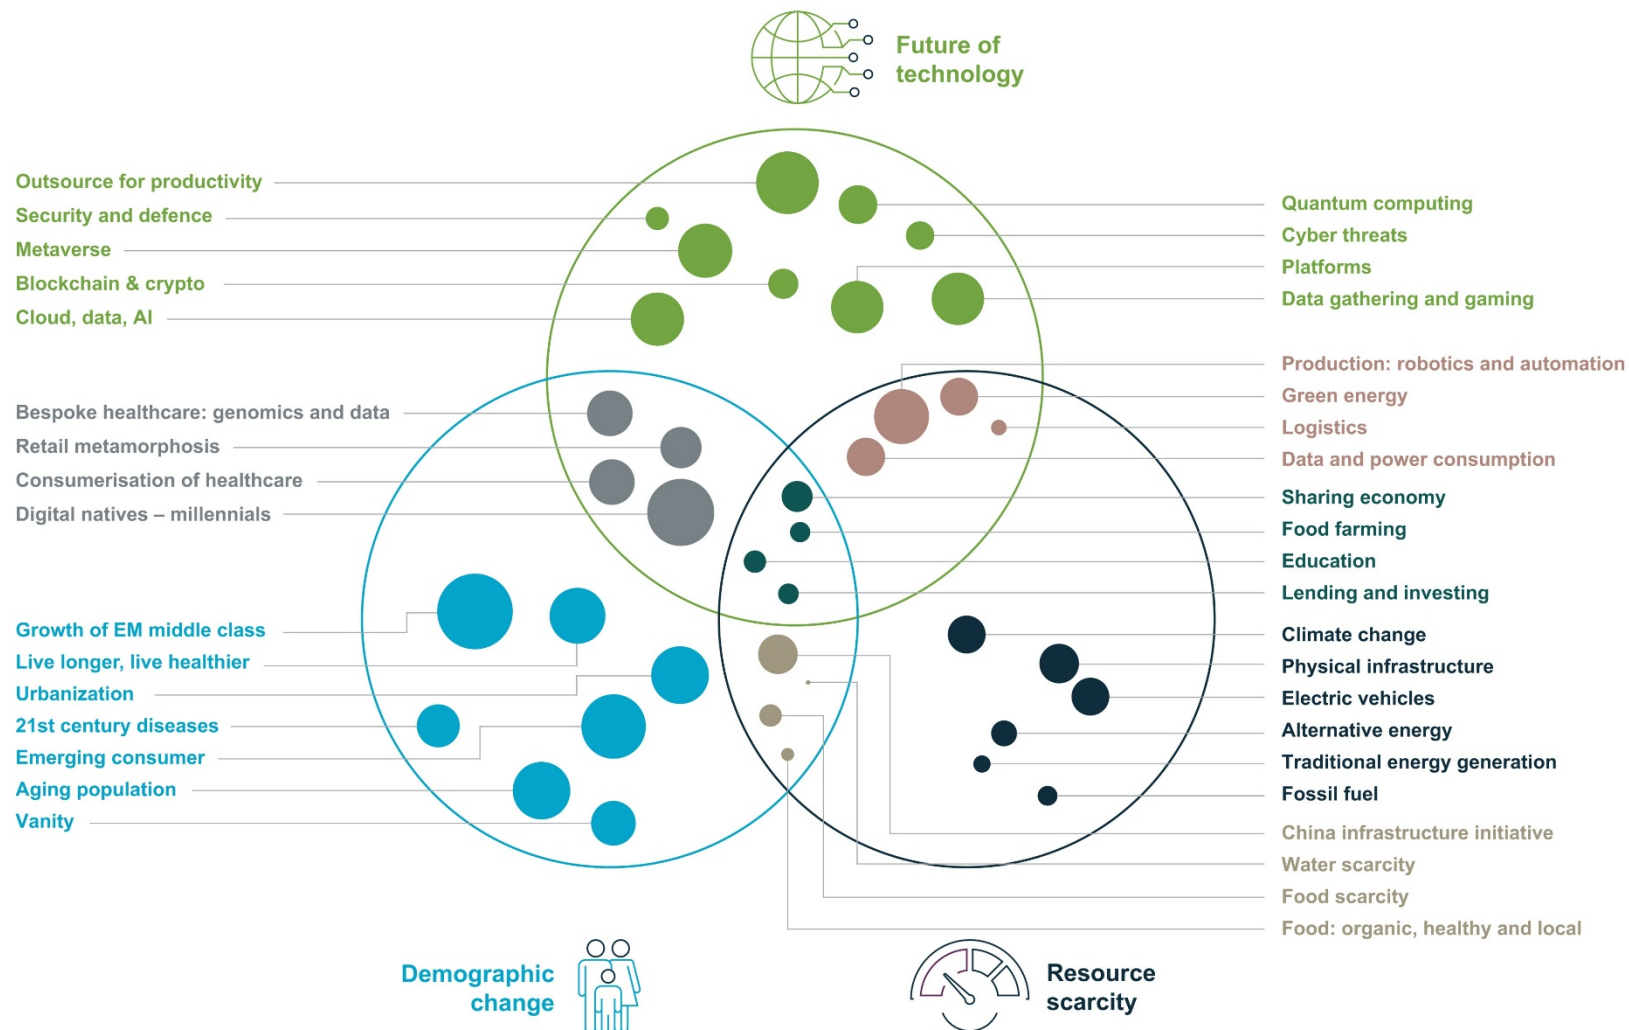 Future of
technology
Outsource for productivity
Security and defence
Metaverse
Blockchain & crypto
Cloud, data, AI
Quantum computing
Cyber threats
Platforms
Data gathering and gaming
Bespoke healthcare: genomics and data
Retail metamorphosis
Consumerisation of healthcare
Digital natives – millennials
Production: robotics and automation
Green energy
Logistics
Data and power consumption
Sharing economy
Food farming
Education
Lending and investing
Growth of EM middle class
Live longer, live healthier
Urbanization
21st century diseases
Emerging consumer
Aging population
Vanity
Climate change
Physical infrastructure
Electric vehicles
Alternative energy
Traditional energy generation
Fossil fuel
China infrastructure initiative
Water scarcity
Food scarcity
Food: organic, healthy and local
Demographic
change
Resource
scarcity